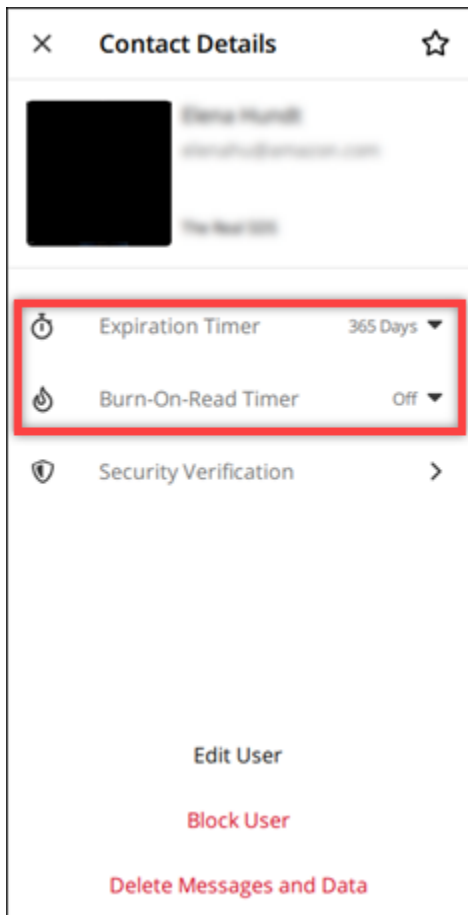 Contact Details
Expiration Timer 365 Days
Burn-On-Read Timer Off
Security Verification
Edit User
Block User
Delete Messages and Data